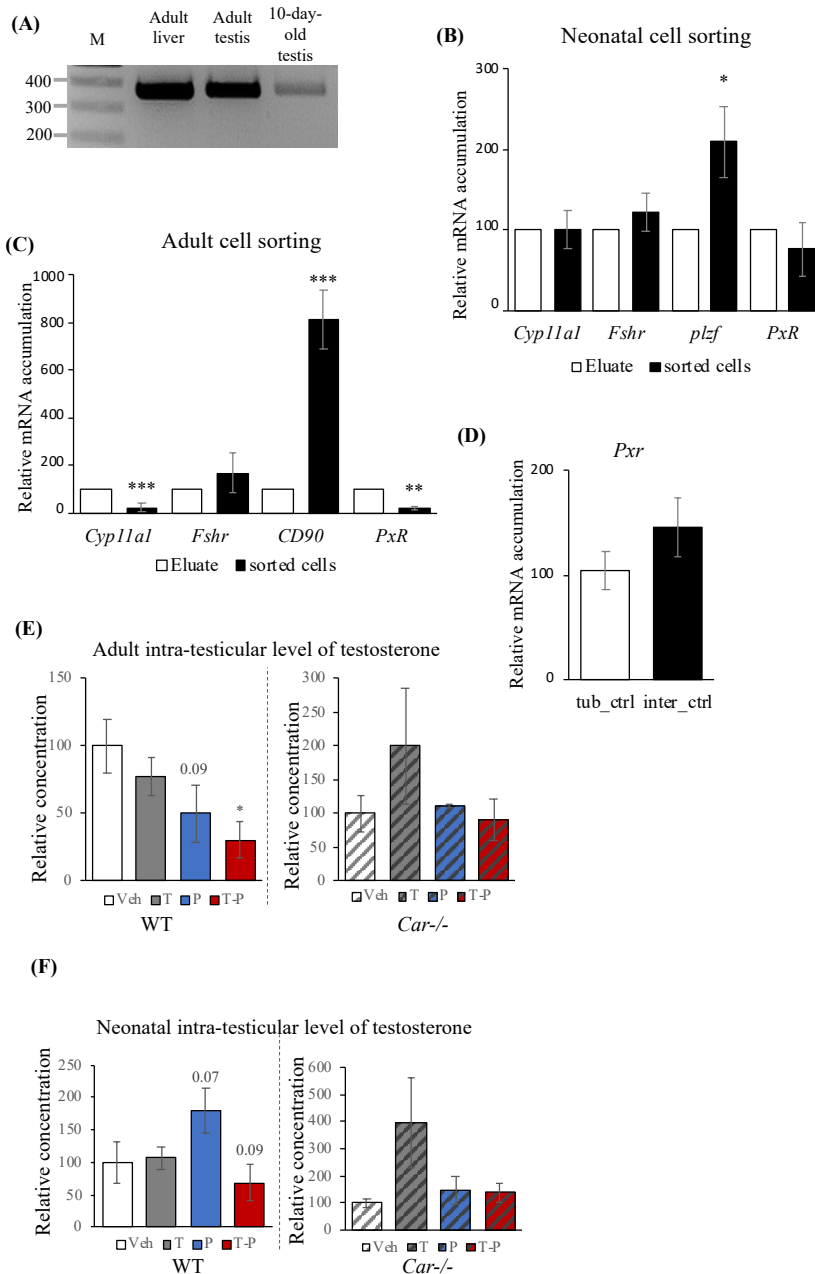 (A)
M
Adult
liver
Adult
testis
10-day-
old
testis
400
300
200
(B)
Neonatal cell sorting
Relative mRNA accumulation
300
200
100
0
*
Cyp11a1 Fshr plzf PxR
Eluate sorted cells
(C)
Adult cell sorting
Relative mRNA accumulation
1000
800
600
400
200
0
***
***
**
Cyp11a1 Fshr CD90 PxR
Eluate sorted cells
(D)
Pxr
Relative mRNA accumulation
200
100
0
tub_ctrl inter_ctrl
(E)
Adult intra-testicular level of testosterone
Relative concentration
150
100
50
0
0.09
*
Veh T P T-P
WT
Relative concentration
300
250
200
150
100
50
0
Veh T P T-P
Car-/-
(F)
Neonatal intra-testicular level of testosterone
Relative concentration
250
200
150
100
50
0
0.07
0.09
Veh T P T-P
WT
Relative concentration
600
500
400
300
200
100
0
Veh T P T-P
Car-/-